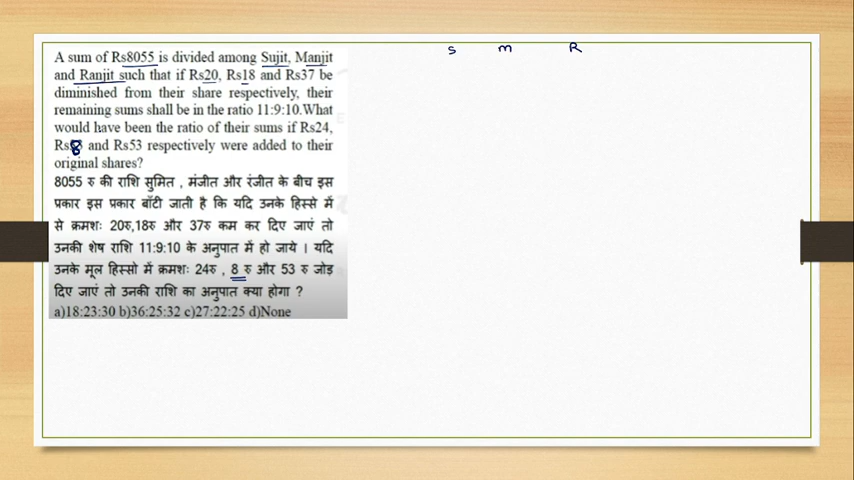 S m R
A sum of Rs8055 is divided among Sujit, Manjit
and Ranjit such that if Rs20, Rs18 and Rs37 be
diminished from their share respectively, their
remaining sums shall be in the ratio 11:9:10.What
would have been the ratio of their sums if Rs24,
Rs8 and Rs53 respectively were added to their
original shares?
8055 रु की राशि सुमित , मंजीत और रंजीत के बीच इस
प्रकार इस प्रकार बाँटी जाती है कि यदि उनके हिस्से में
से क्रमशः 20रु,18रु और 37रु कम कर दिए जाएं तो
उनकी शेष राशि 11:9:10 के अनुपात में हो जाये । यदि
उनके मूल हिस्सो में क्रमशः 24रु , 8 रु और 53 रु जोड़
दिए जाएं तो उनकी राशि का अनुपात क्या होगा ?
a)18:23:30 b)36:25:32 c)27:22:25 d)None